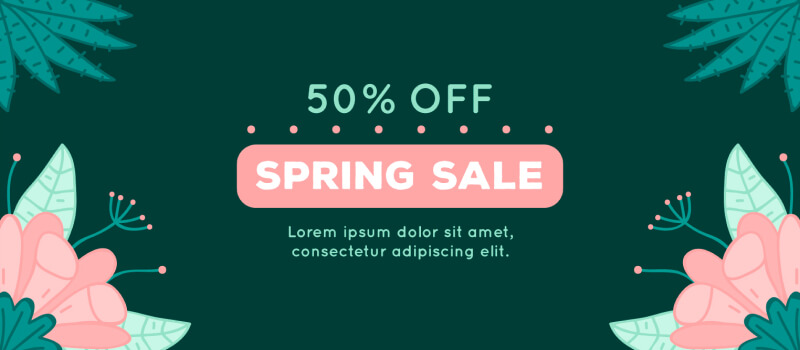 50% OFF
SPRING SALE
Lorem ipsum dolor sit amet,
consectetur adipiscing elit.